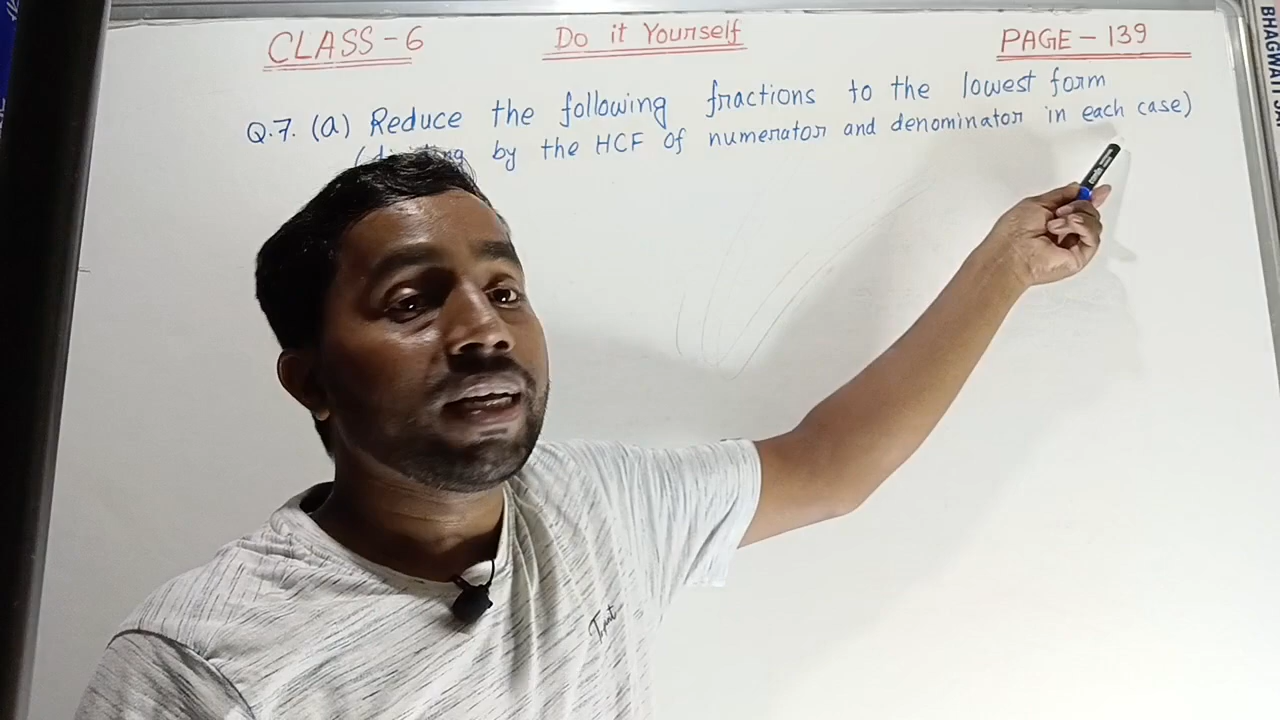 CLASS-6 Do it Yourself PAGE-139
Q.7. (a) Reduce the following fractions to the lowest form
(dividing by the HCF of numerator and denominator in each case)